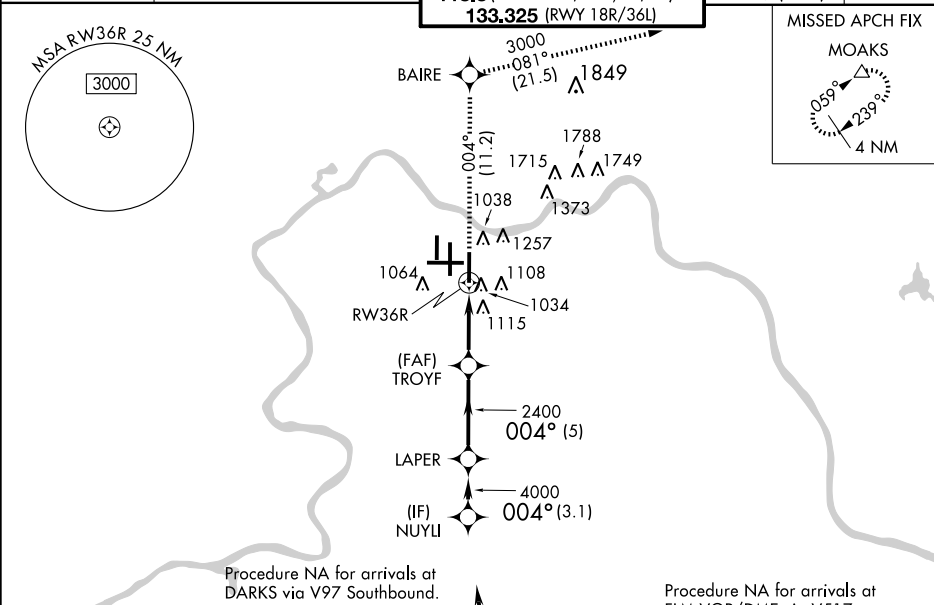 133.325 (RWY 18R/36L)
MISSED APCH FIX
MOAKS
059°
239°
4 NM
MSA RW36R 25 NM
3000
BAIRE
3000
081°
(21.5)
1849
004°
(11.2)
1788
1715
1749
1373
1038
1257
1064
1108
RW36R
1034
1115
(FAF)
TROYF
2400
004° (5)
LAPER
4000
004° (3.1)
(IF)
NUYLI
Procedure NA for arrivals at
DARKS via V97 Southbound.
Procedure NA for arrivals at